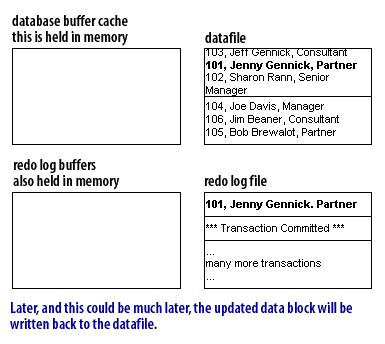 database buffer cache
this is held in memory
datafile
103, Jeff Gennick, Consultant
101, Jenny Gennick, Partner
102, Sharon Rann, Senior
Manager
104, Joe Davis, Manager
106, Jim Beaner, Consultant
105, Bob Brewalot, Partner
redo log buffers
also held in memory
redo log file
101, Jenny Gennick. Partner
*** Transaction Committed ***
...
many more transactions
...
Later, and this could be much later, the updated data block will be
written back to the datafile.